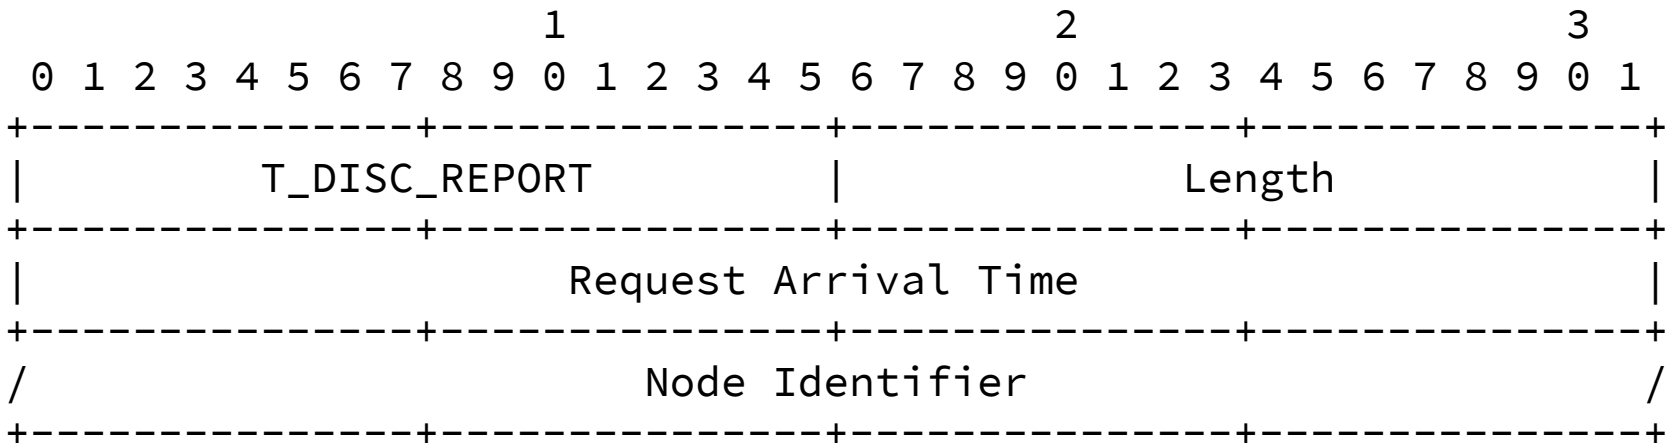 1                   2                   3
 0 1 2 3 4 5 6 7 8 9 0 1 2 3 4 5 6 7 8 9 0 1 2 3 4 5 6 7 8 9 0 1
+---------------+---------------+---------------+---------------+
|         T_DISC_REPORT         |             Length            |
+---------------+---------------+---------------+---------------+
|                     Request Arrival Time                      |
+---------------+---------------+---------------+---------------+
/                        Node Identifier                        /
+---------------+---------------+---------------+---------------+